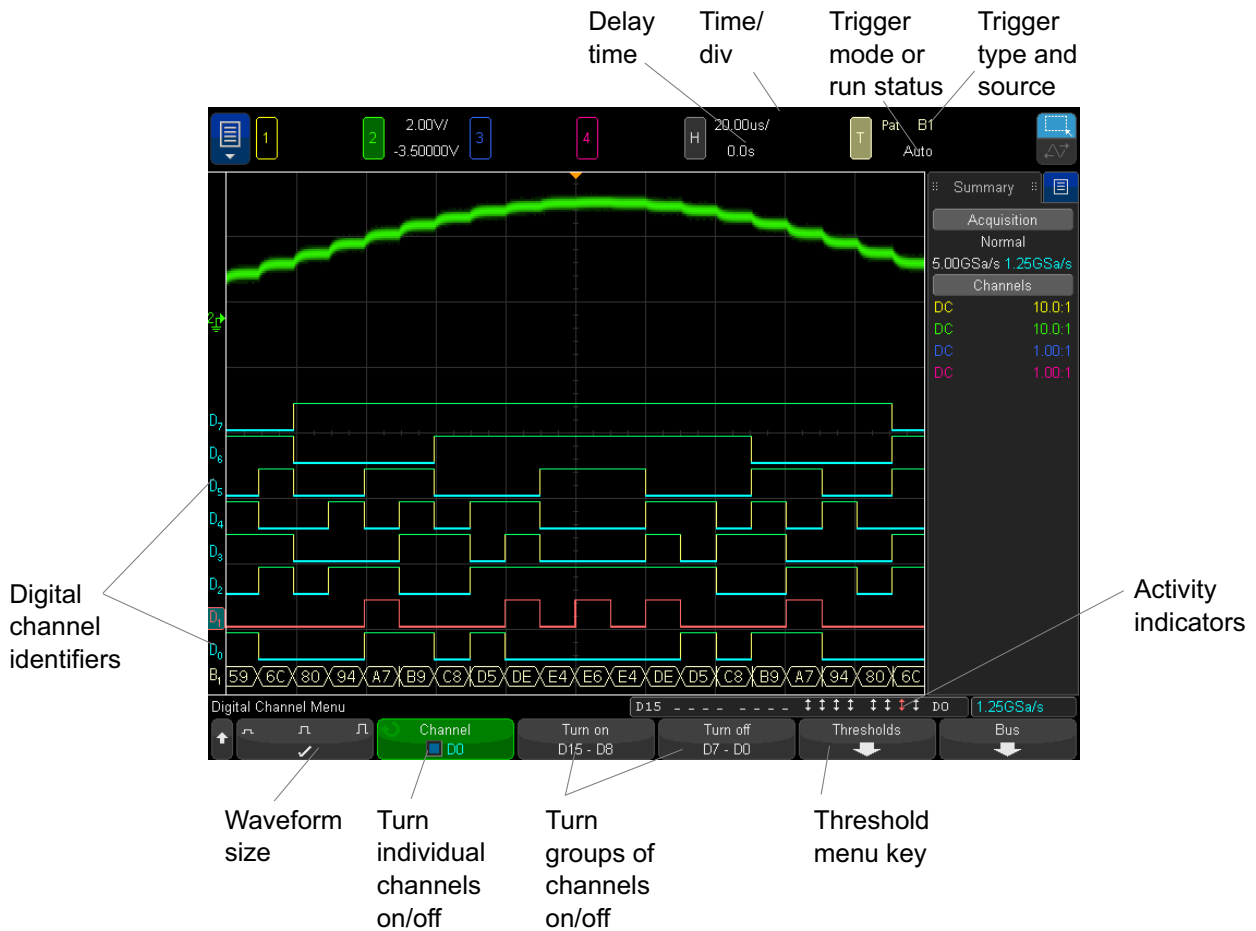 Delay
time
Time/
div
Trigger
mode or
run status
Trigger
type and
source
1
2
2.00V/
-3.50000V
3
4
H
20.00us/
0.0s
T
Pat B1
Auto
Summary
Acquisition
Normal
5.00GSa/s 1.25GSa/s
Channels
DC 10.0:1
DC 10.0:1
DC 1.00:1
DC 1.00:1
2
D7
D6
D5
D4
D3
D2
D1
D0
B1 59 6C 80 94 A7 B9 C8 D5 DE E4 E6 E4 DE D5 C8 B9 A7 94 80 6C
Digital
channel
identifiers
Activity
indicators
Digital Channel Menu
D15 _ _ _ _ _ _ _ _ ↕ ↕ ↕ ↕ ↕ ↕ ↕ ↕ D0
1.25GSa/s
Channel
D0
Turn on
D15 - D8
Turn off
D7 - D0
Thresholds
Bus
Waveform
size
Turn
individual
channels
on/off
Turn
groups of
channels
on/off
Threshold
menu key